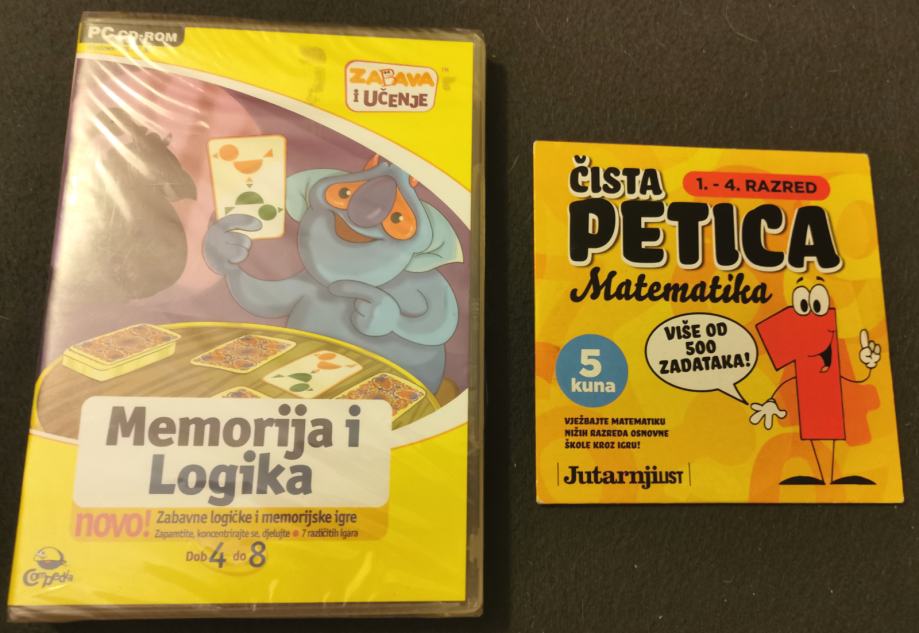 PC CD-ROM
ZABAVA
i UČENJE
Memorija i
Logika
novo! Zabavne logičke i memorijske igre
Zapamtite, koncentrirajte se, djelujte • 7 različitih igara
Dob 4 do 8
Compedia
ČISTA
1. - 4. RAZRED
PETICA
Matematika
VIŠE OD
500
ZADATAKA!
5
kuna
VJEŽBAJTE MATEMATIKU
NIŽIH RAZREDA OSNOVNE
ŠKOLE KROZ IGRU!
Jutarnji LIST